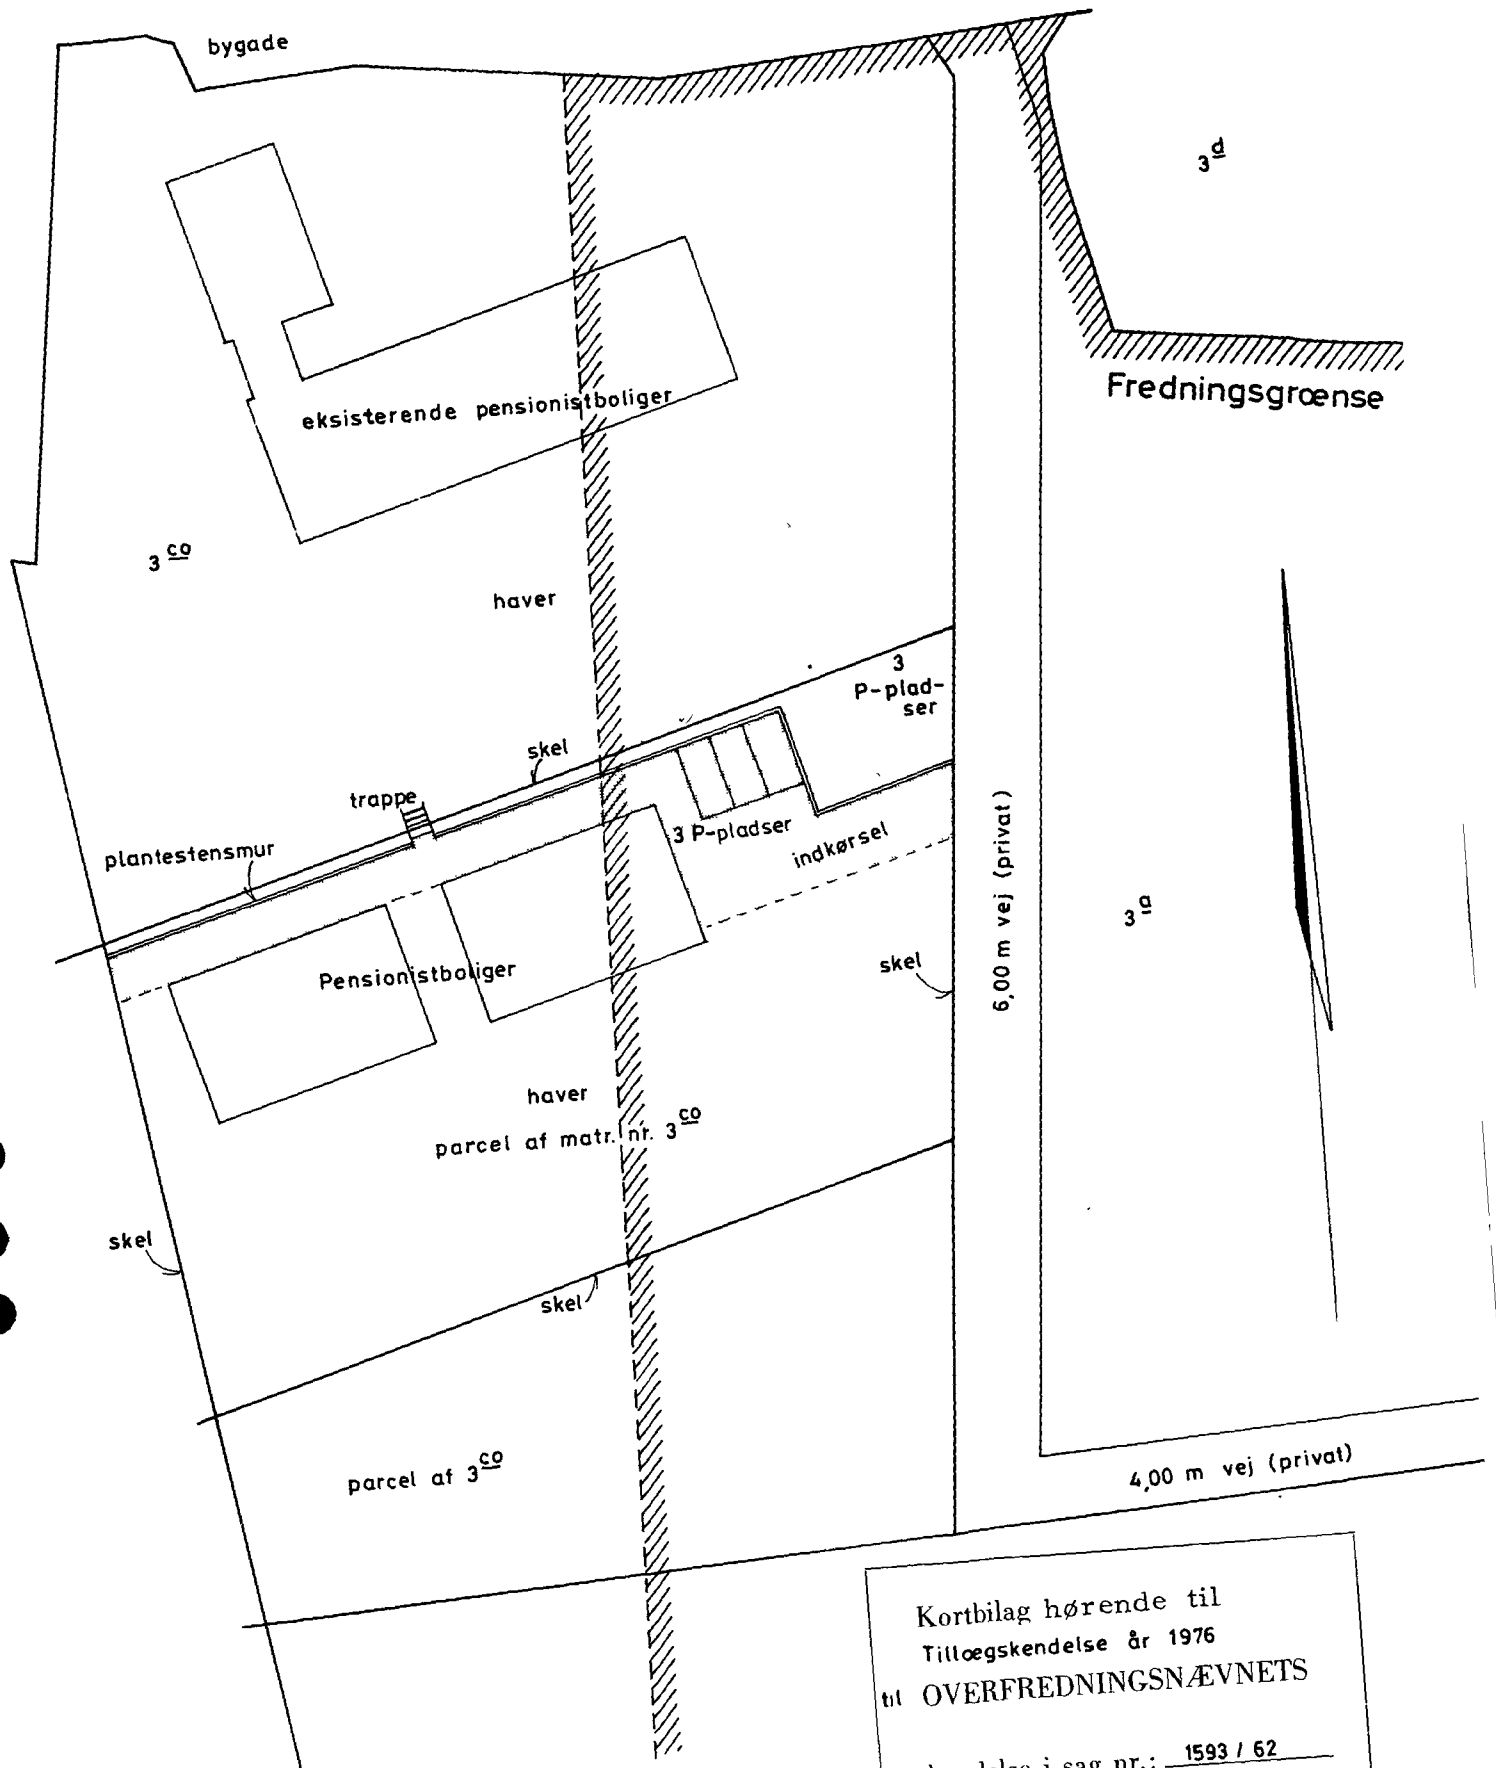 bygade
3 d
Fredningsgrænse
eksisterende pensionistboliger
3 co
haver
3
P-plad-
ser
skel
trappe
3 P-pladser
indkørsel
plantestensmur
6,00 m vej (privat)
3 a
Pensionistboliger
skel
haver
parcel af matr. nr. 3 co
skel
skel
parcel af 3 co
4,00 m vej (privat)
Kortbilag hørende til
Tillægskendelse år 1976
til OVERFREDNINGSNÆVNETS
i sag nr.: 1593 / 62